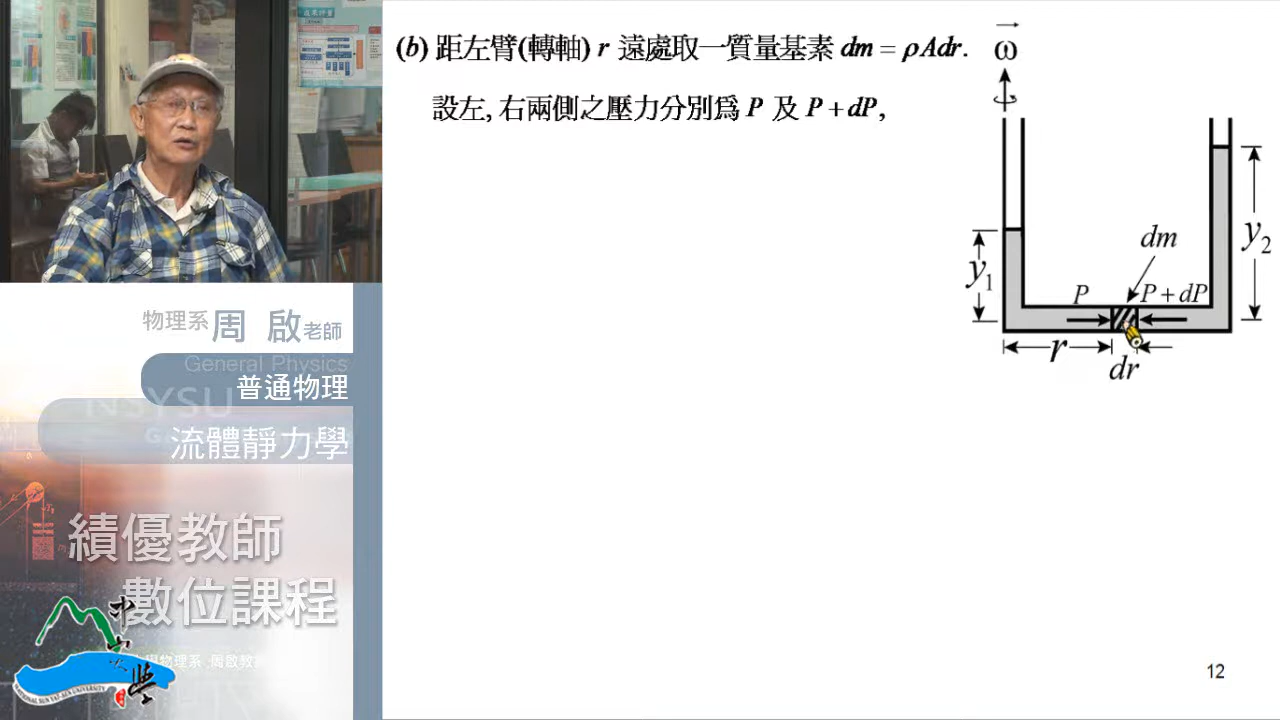 (b) 距左臂(轉軸) r 遠處取一質量基素 dm = ρAdr.
設左, 右兩側之壓力分別爲 P 及 P + dP,
ω
dm
y₁
y₂
P
P + dP
r
dr
物理系 周 啟 老師
General Physics
普通物理
NSYSU
流體靜力學
績優教師
數位課程
12